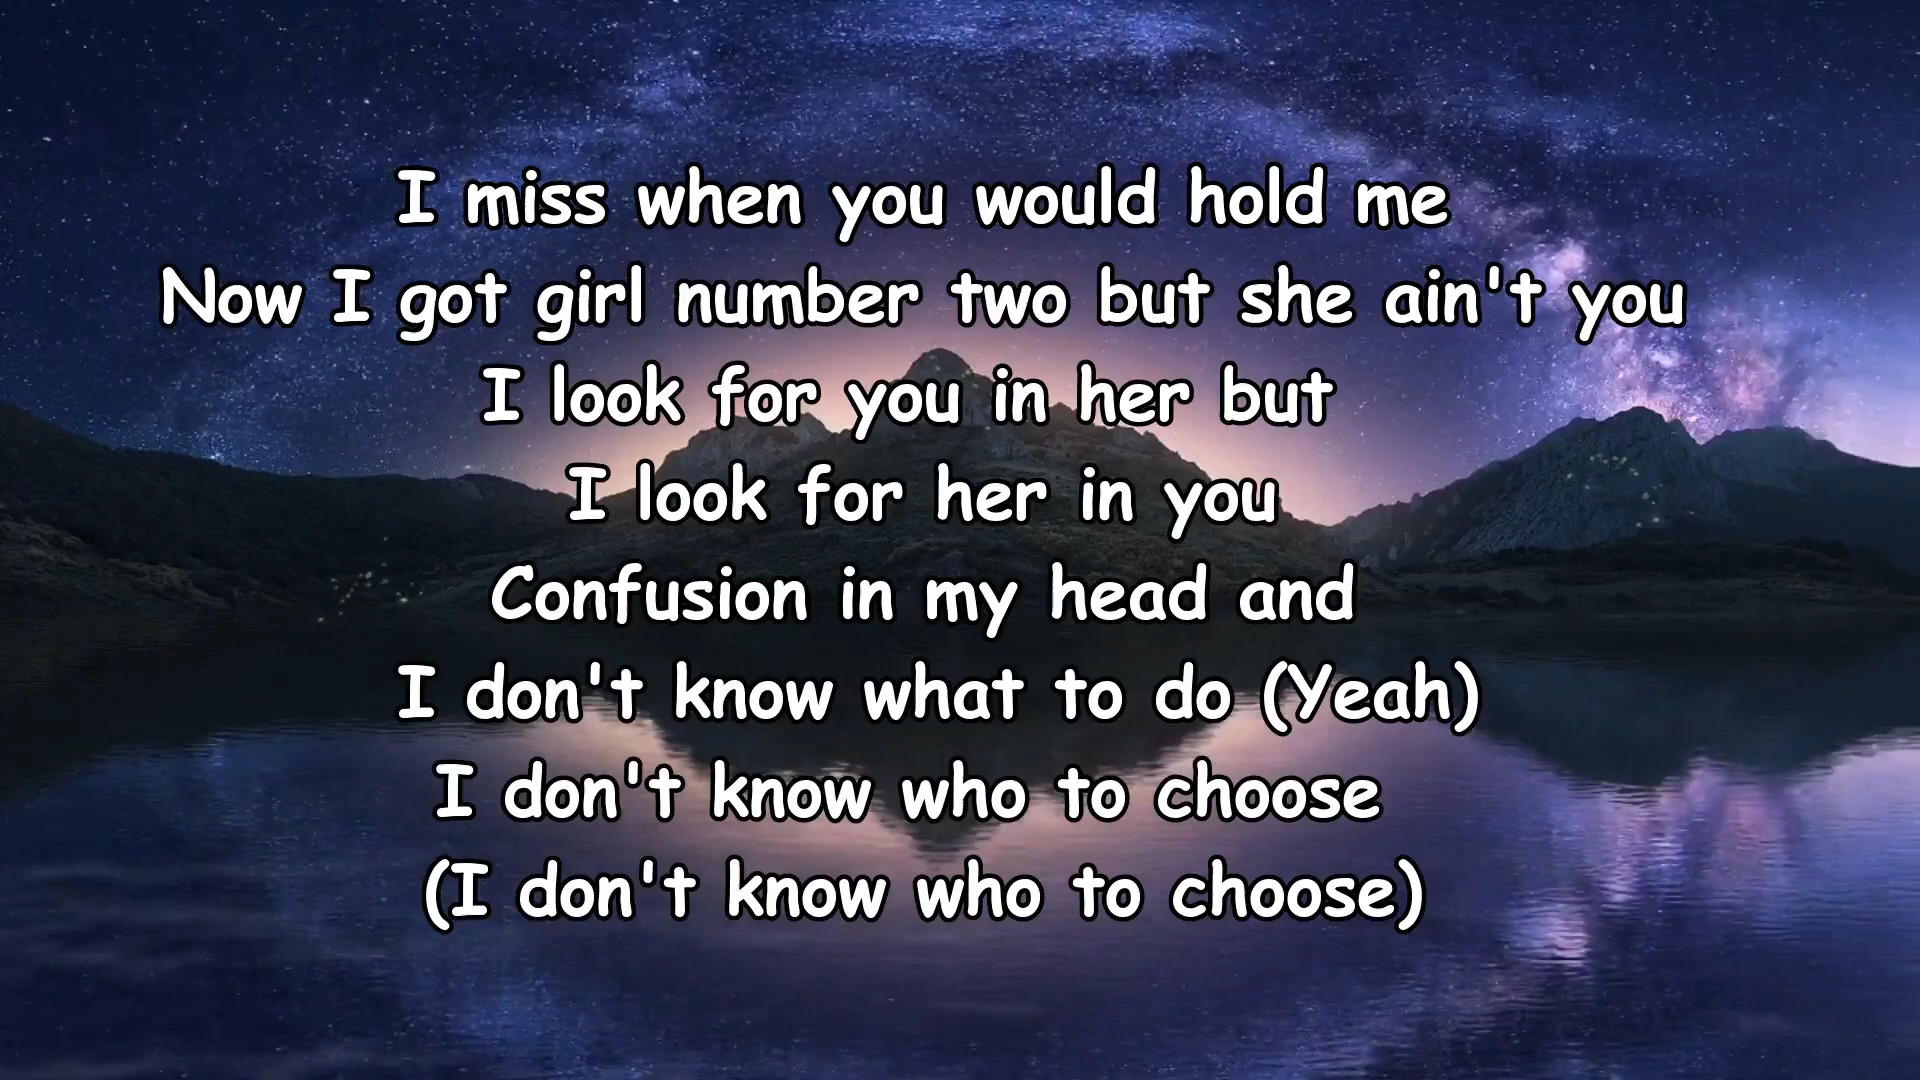 I miss when you would hold me
Now I got girl number two but she ain't you
I look for you in her but
I look for her in you
Confusion in my head and
I don't know what to do (Yeah)
I don't know who to choose
(I don't know who to choose)